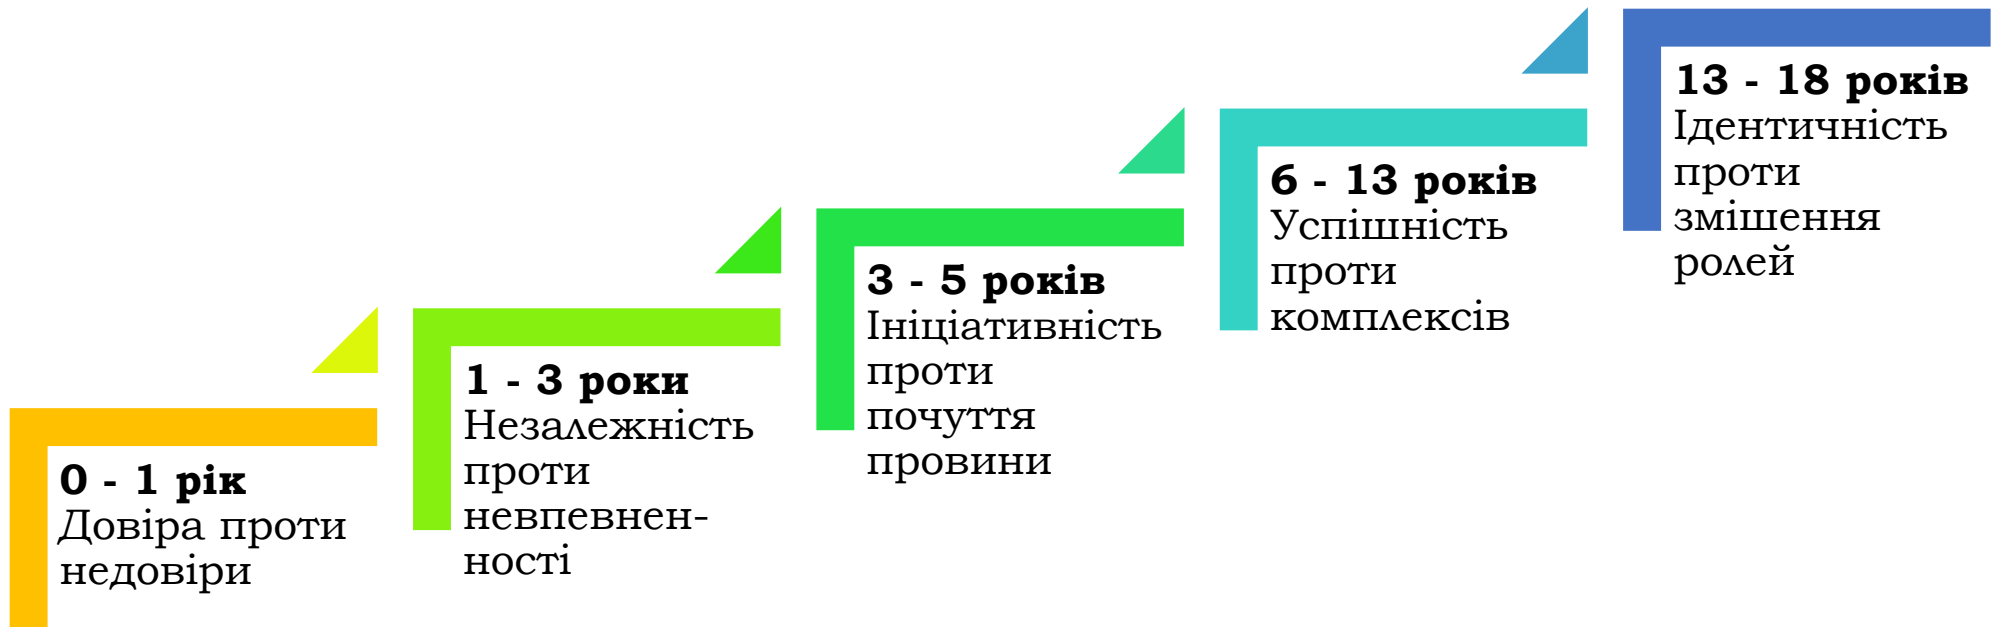 0 - 1 рік
Довіра проти
недовіри
1 - 3 роки
Незалежність
проти
невпевнен-
ності
3 - 5 років
Ініціативність
проти
почуття
провини
6 - 13 років
Успішність
проти
комплексів
13 - 18 років
Ідентичність
проти
змішення
ролей